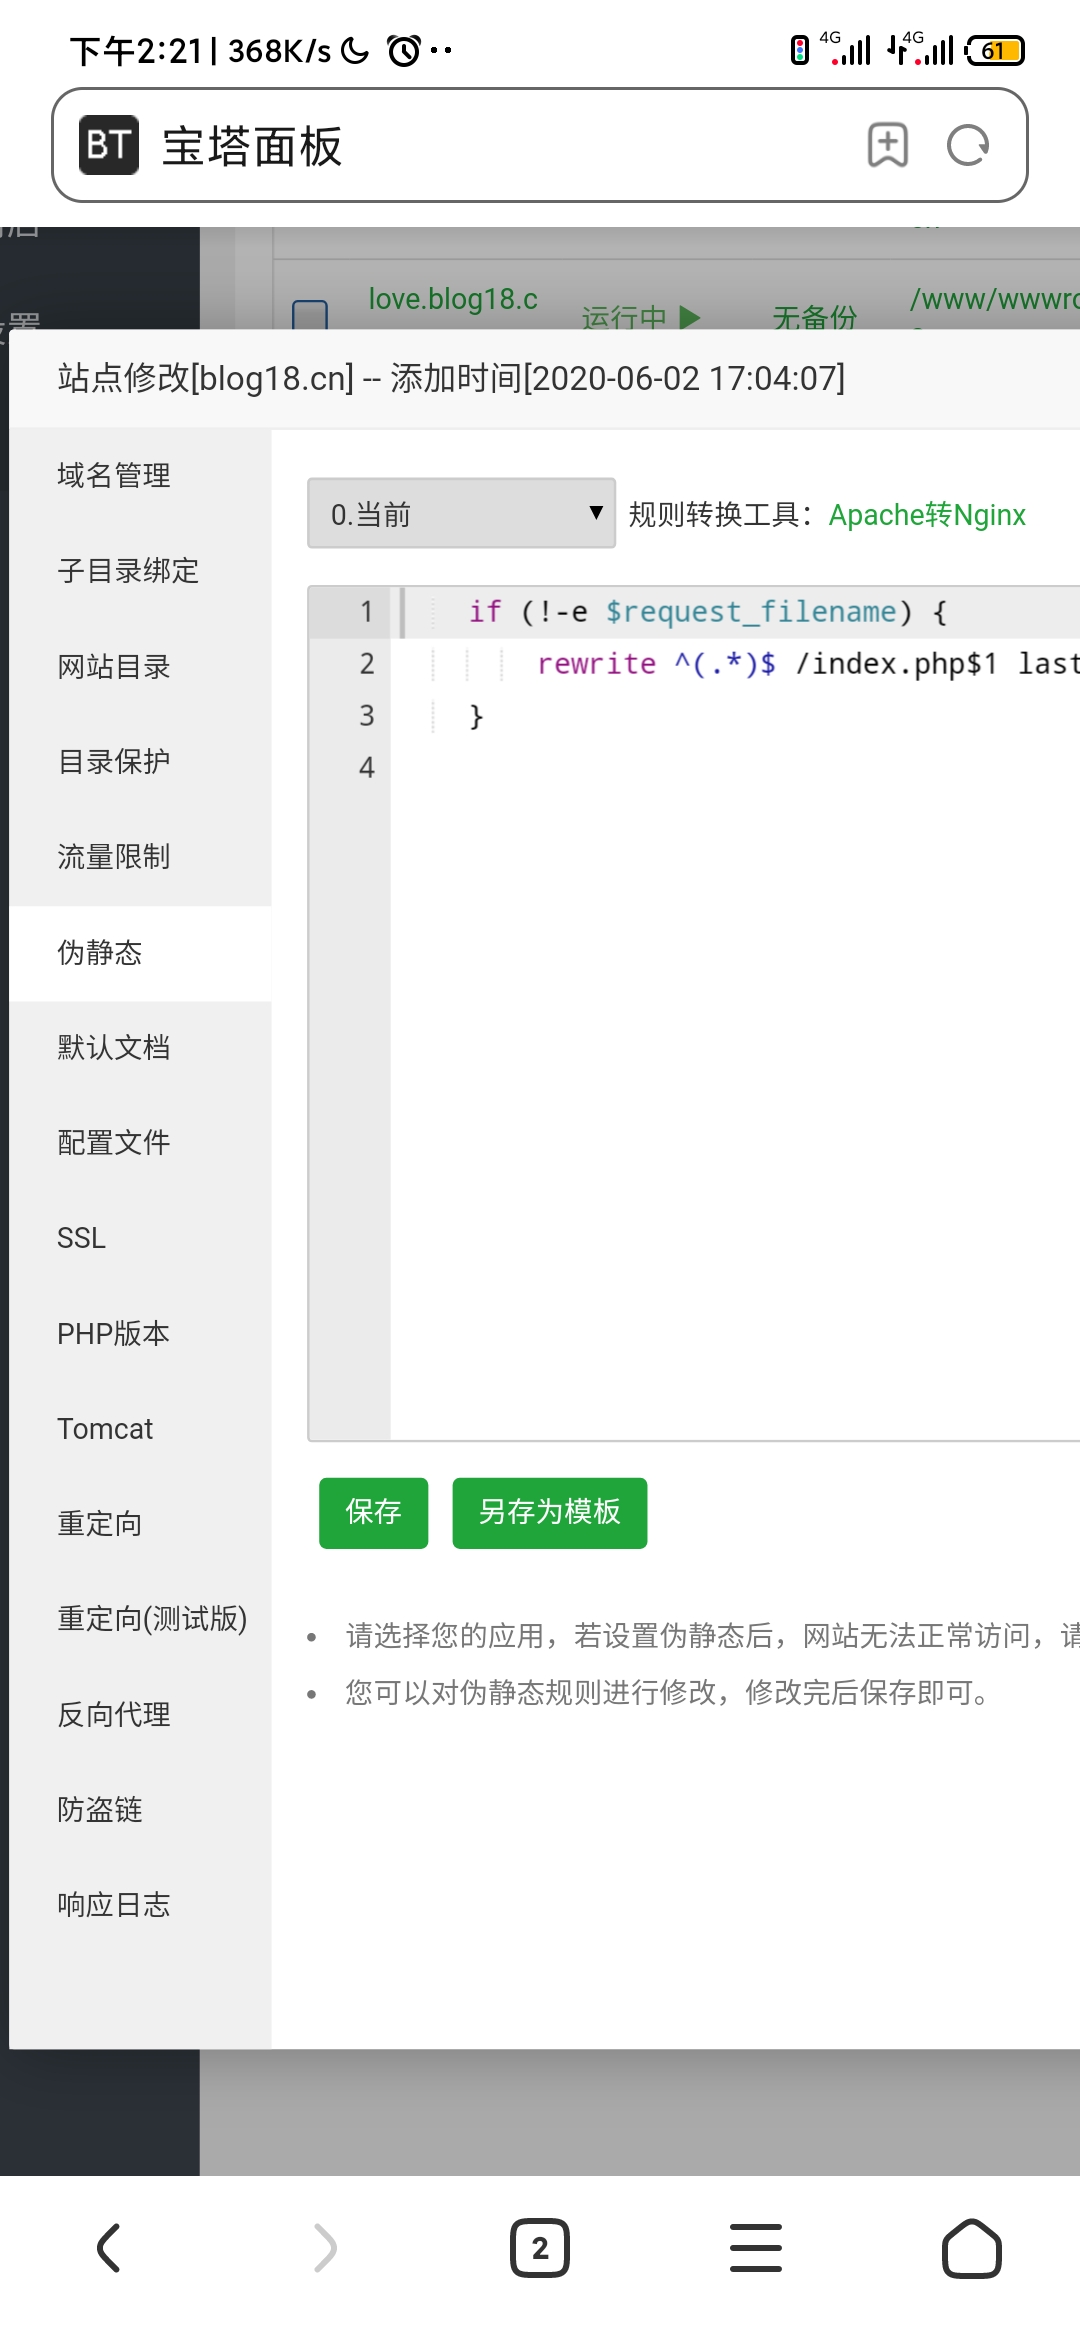 下午2:21 | 368K/s
4G 4G 61
BT 宝塔面板
love.blog18.c 运行中 无备份 /www/wwwro
站点修改[blog18.cn] -- 添加时间[2020-06-02 17:04:07]
域名管理
子目录绑定
网站目录
目录保护
流量限制
伪静态
默认文档
配置文件
SSL
PHP版本
Tomcat
重定向
重定向(测试版)
反向代理
防盗链
响应日志
0.当前 规则转换工具：Apache转Nginx
1 if (!-e $request_filename) {
2 rewrite ^(.*)$ /index.php$1 last
3 }
4
保存 另存为模板
请选择您的应用，若设置伪静态后，网站无法正常访问，请
您可以对伪静态规则进行修改，修改完后保存即可。
2